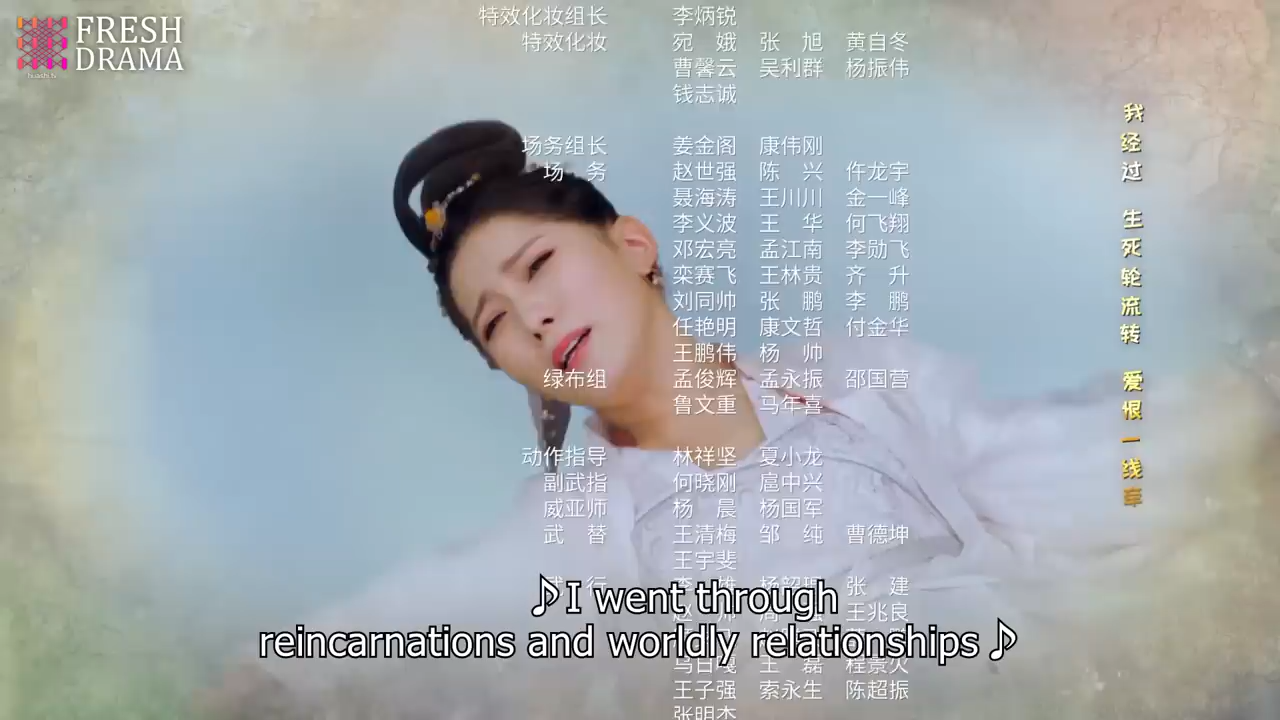 FRESH
DRAMA
特效化妆组长 李炳锐
特效化妆 宛娥 张旭 黄自冬
曹馨云 吴利群 杨振伟
钱志诚
场务组长 姜金阁 康伟刚
场务 赵世强 陈兴 仵龙宇
聂海涛 王川川 金一峰
李义波 王华 何飞翔
邓宏亮 孟江南 李勋飞
栾赛飞 王林贵 齐升
刘同帅 张鹏 李鹏
任艳明 康文哲 付金华
王鹏伟 杨帅
绿布组 孟俊辉 孟永振 邵国营
鲁文重 马年喜
动作指导 林祥坚 夏小龙
副武指 何晓刚 扈中兴
威亚师 杨晨 杨国军
武替 王清梅 邹纯 曹德坤
王宇斐
张建
王兆良
王子强 索永生 陈超振
张明杰
我经过 生死轮流转 爱恨一线牵
♪I went through
reincarnations and worldly relationships♪